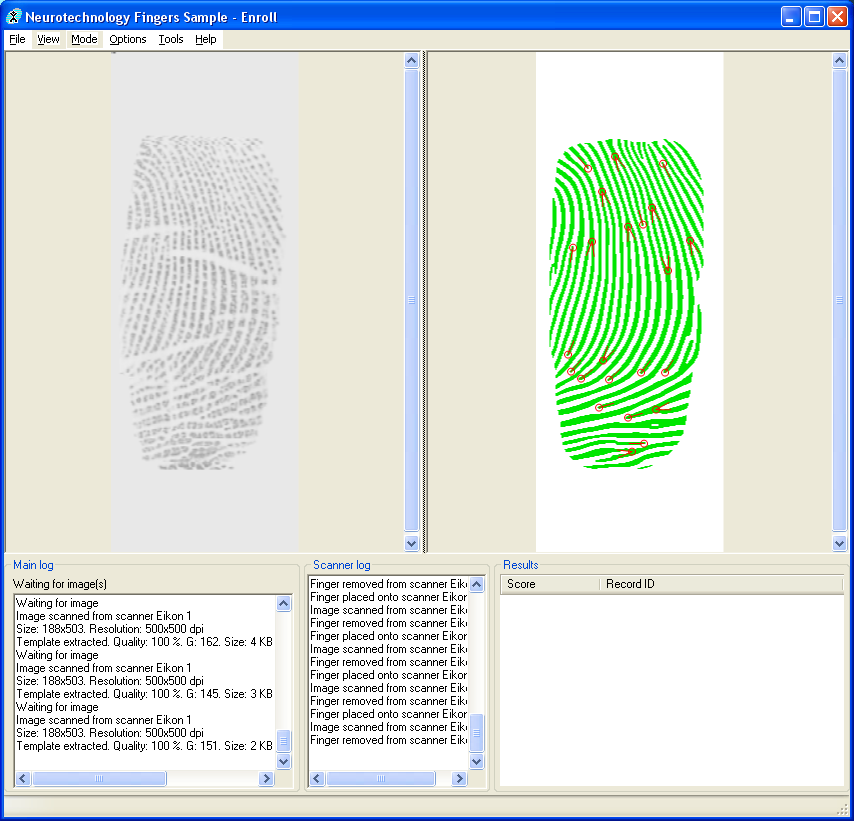 Neurotechnology Fingers Sample - Enroll
File View Mode Options Tools Help
Main log
Waiting for image(s)
Waiting for image
Image scanned from scanner Eikon 1
Size: 188x503. Resolution: 500x500 dpi
Template extracted. Quality: 100 %. G: 162. Size: 4 KB
Waiting for image
Image scanned from scanner Eikon 1
Size: 188x503. Resolution: 500x500 dpi
Template extracted. Quality: 100 %. G: 145. Size: 3 KB
Waiting for image
Image scanned from scanner Eikon 1
Size: 188x503. Resolution: 500x500 dpi
Template extracted. Quality: 100 %. G: 151. Size: 2 KB
Scanner log
Finger removed from scanner Eik
Finger placed onto scanner Eikor
Image scanned from scanner Eiko
Finger removed from scanner Eik
Finger placed onto scanner Eikor
Image scanned from scanner Eiko
Finger removed from scanner Eik
Finger placed onto scanner Eikor
Image scanned from scanner Eiko
Finger removed from scanner Eik
Finger placed onto scanner Eikor
Image scanned from scanner Eiko
Finger removed from scanner Eik
Results
Score Record ID